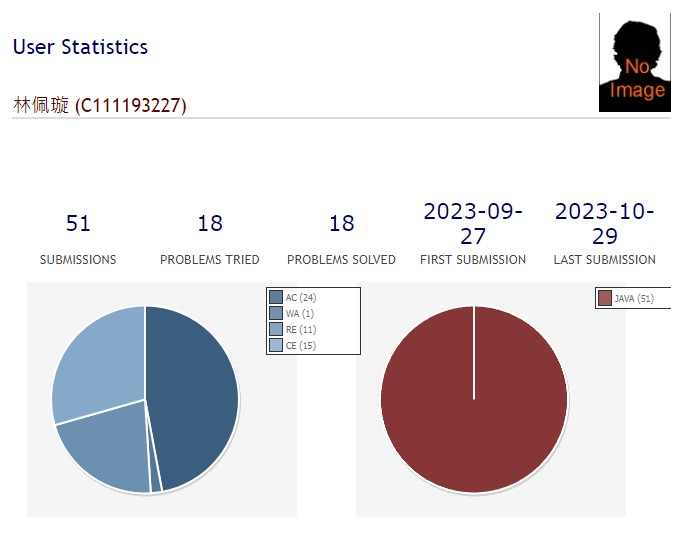 User Statistics
No
Image
林佩璇 (C111193227)
51
18
18
2023-09-
27
2023-10-
29
SUBMISSIONS
PROBLEMS TRIED
PROBLEMS SOLVED
FIRST SUBMISSION
LAST SUBMISSION
AC (24)
WA (1)
RE (11)
CE (15)
JAVA (51)